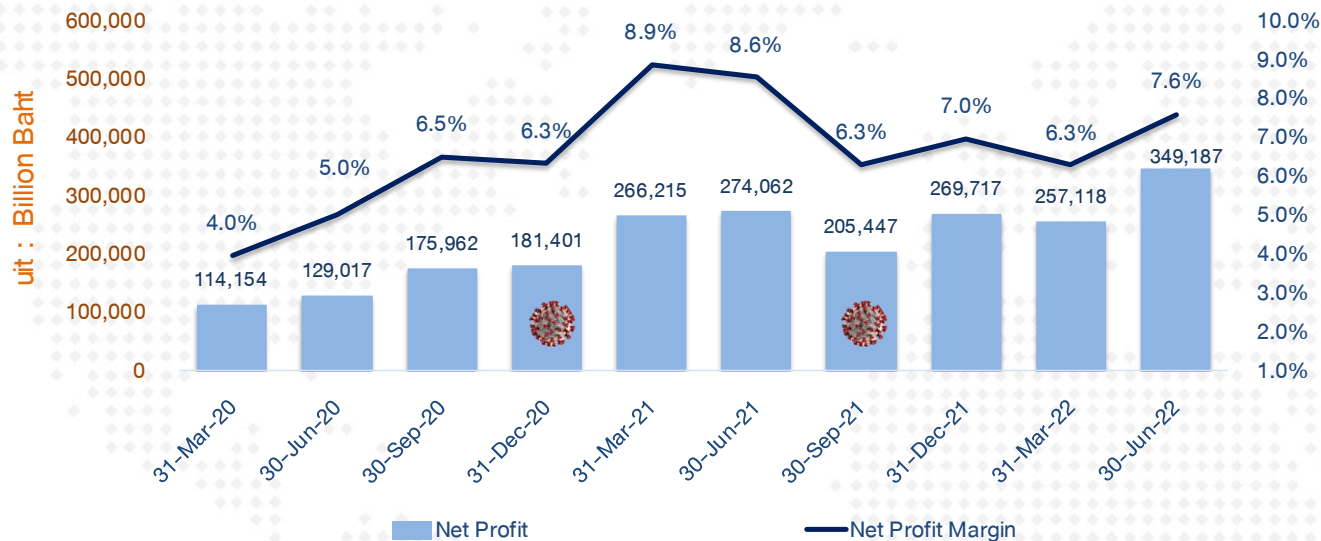 uit : Billion Baht
600,000
500,000
400,000
300,000
200,000
100,000
0
10.0%
9.0%
8.0%
7.0%
6.0%
5.0%
4.0%
3.0%
2.0%
1.0%
4.0%
5.0%
6.5%
6.3%
8.9%
8.6%
6.3%
7.0%
6.3%
7.6%
114,154
129,017
175,962
181,401
266,215
274,062
205,447
269,717
257,118
349,187
31-Mar-20
30-Jun-20
30-Sep-20
31-Dec-20
31-Mar-21
30-Jun-21
30-Sep-21
31-Dec-21
31-Mar-22
30-Jun-22
Net Profit
Net Profit Margin